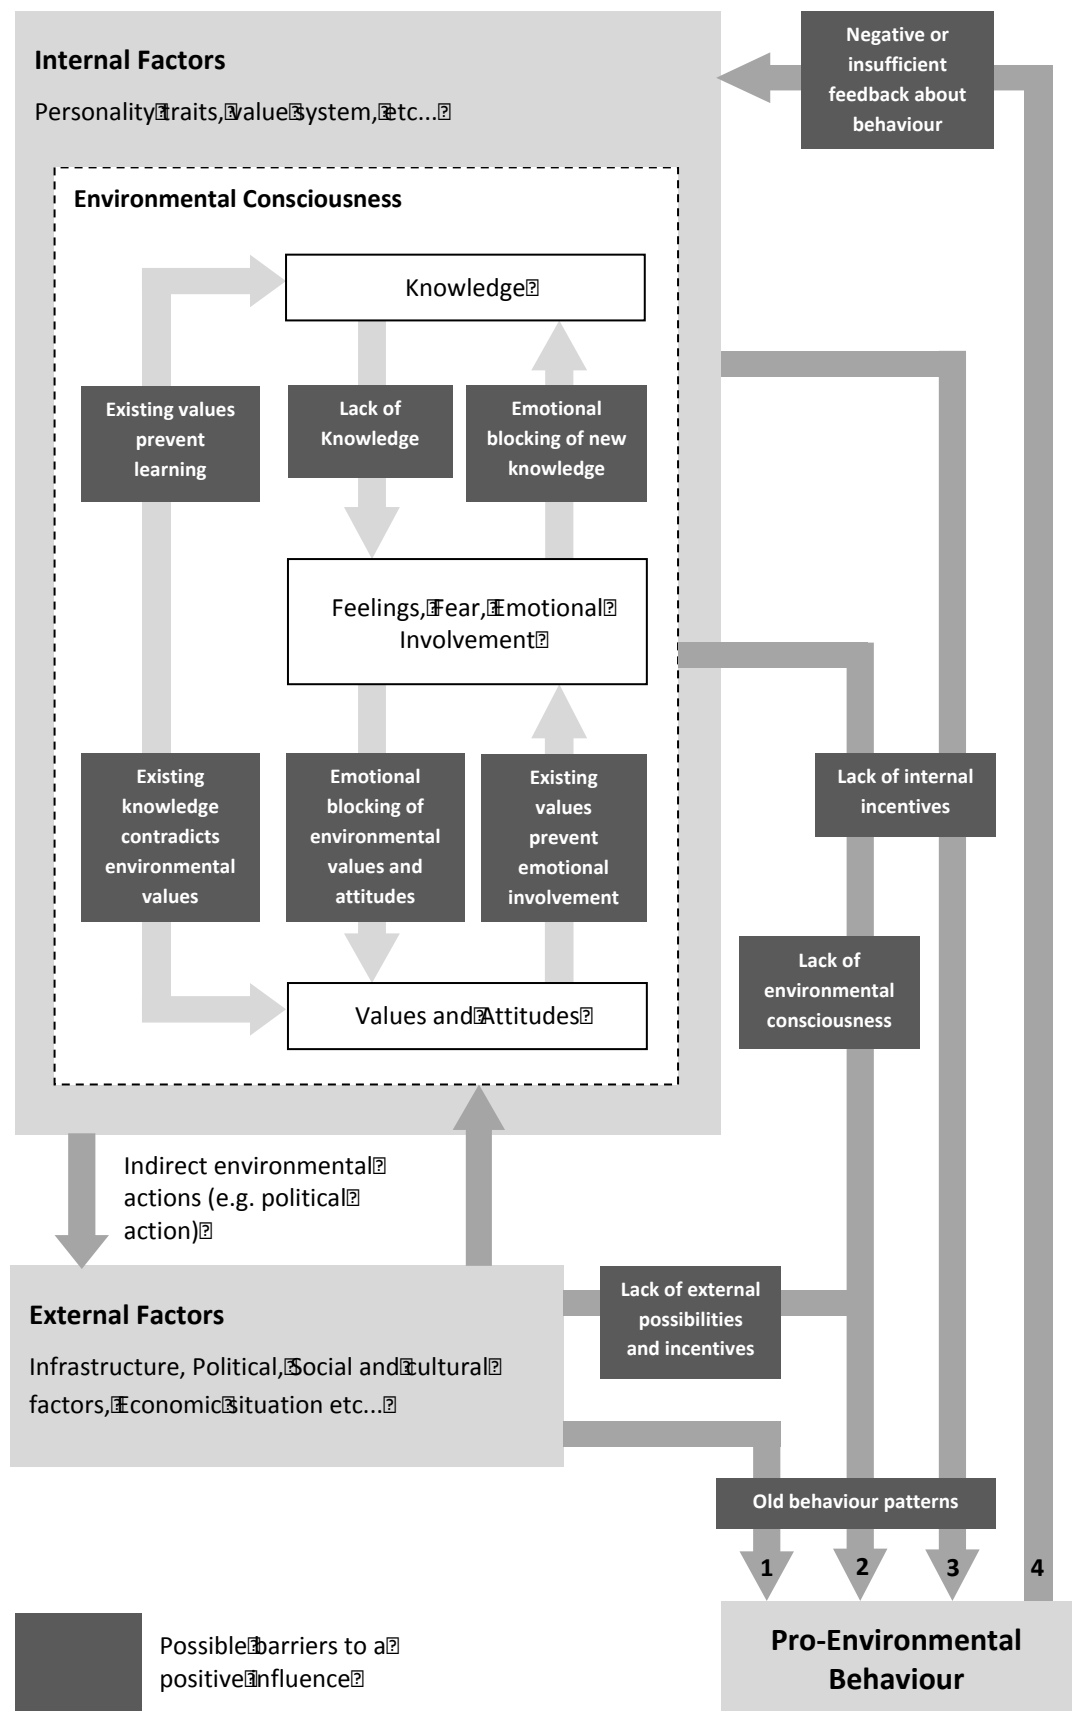 Internal Factors
Personality traits, value system, etc...
Negative or
insufficient
feedback about
behaviour
Environmental Consciousness
Knowledge
Existing values
prevent
learning
Lack of
Knowledge
Emotional
blocking of new
knowledge
Feelings, Fear, Emotional
Involvement
Existing
knowledge
contradicts
environmental
values
Emotional
blocking of
environmental
values and
attitudes
Existing
values
prevent
emotional
involvement
Lack of internal
incentives
Lack of
environmental
consciousness
Values and Attitudes
Indirect environmental
actions (e.g. political
action)
External Factors
Infrastructure, Political, Social and cultural
factors, Economic situation etc...
Lack of external
possibilities
and incentives
Old behaviour patterns
1 2 3 4
Possible barriers to a
positive influence
Pro-Environmental
Behaviour